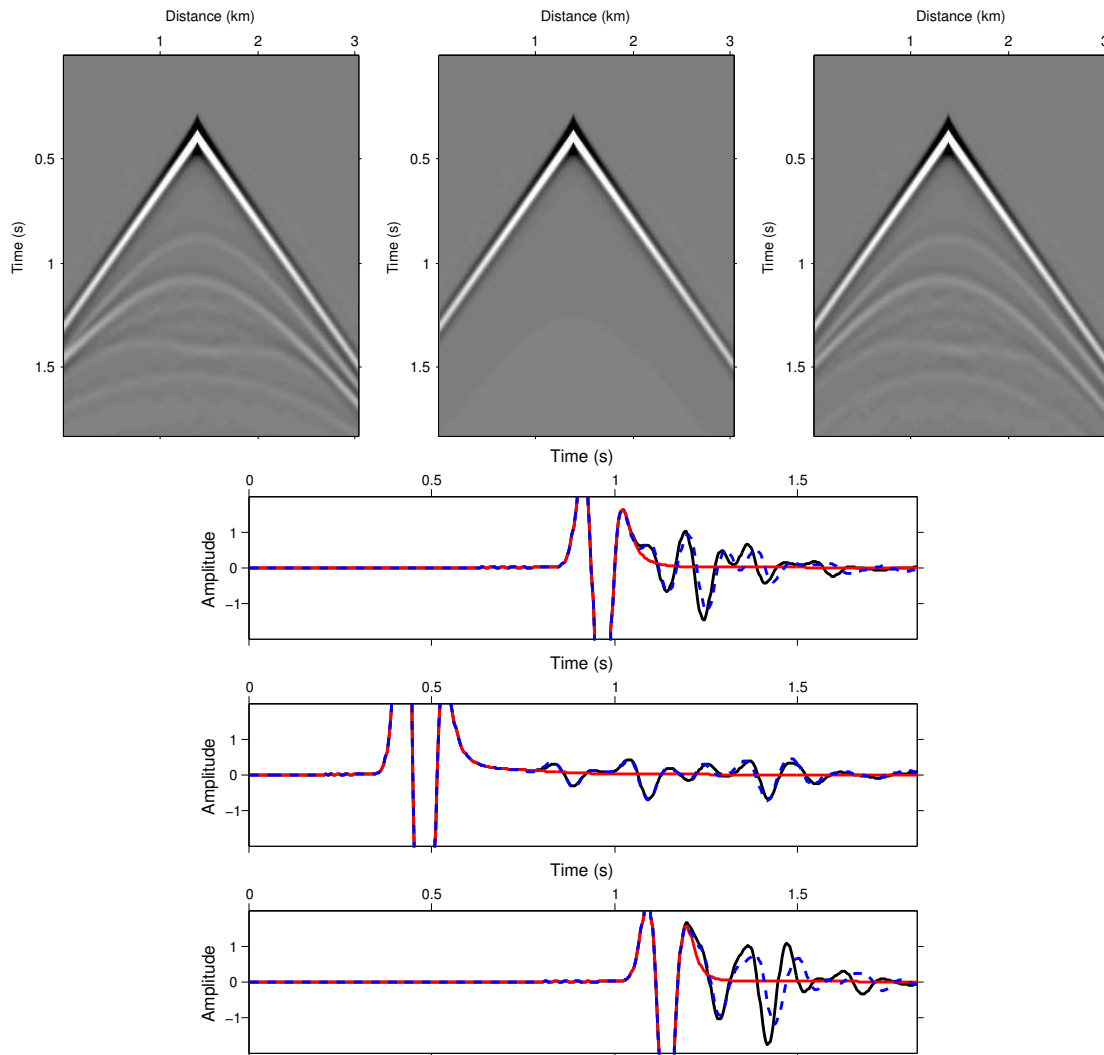 Distance (km) Distance (km) Distance (km)
1 2 3 1 2 3 1 2 3
0.5 0.5 0.5
Time (s) Time (s) Time (s)
1 1 1
1.5 1.5 1.5
Time (s)
0 0.5 1 1.5
1
Amplitude
0
−1
Time (s)
0 0.5 1 1.5
1
Amplitude
0
−1
Time (s)
0 0.5 1 1.5
1
Amplitude
0
−1